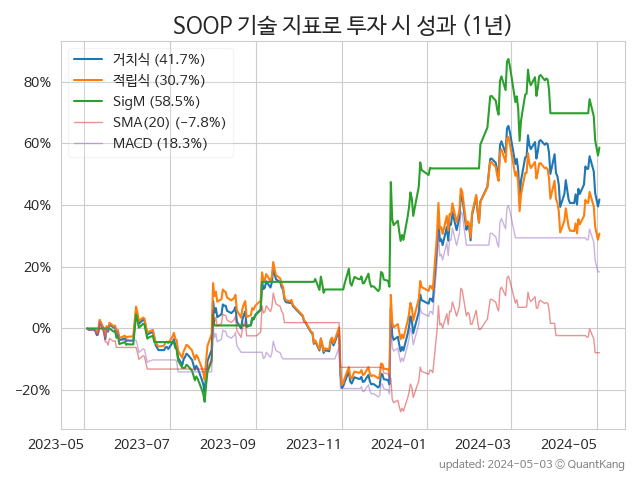 SOOP 기술 지표로 투자 시 성과 (1년)
거치식 (41.7%)
적립식 (30.7%)
SigM (58.5%)
SMA(20) (−7.8%)
MACD (18.3%)
80%
60%
40%
20%
0%
−20%
2023-05 2023-07 2023-09 2023-11 2024-01 2024-03 2024-05
updated: 2024-05-03 © QuantKang